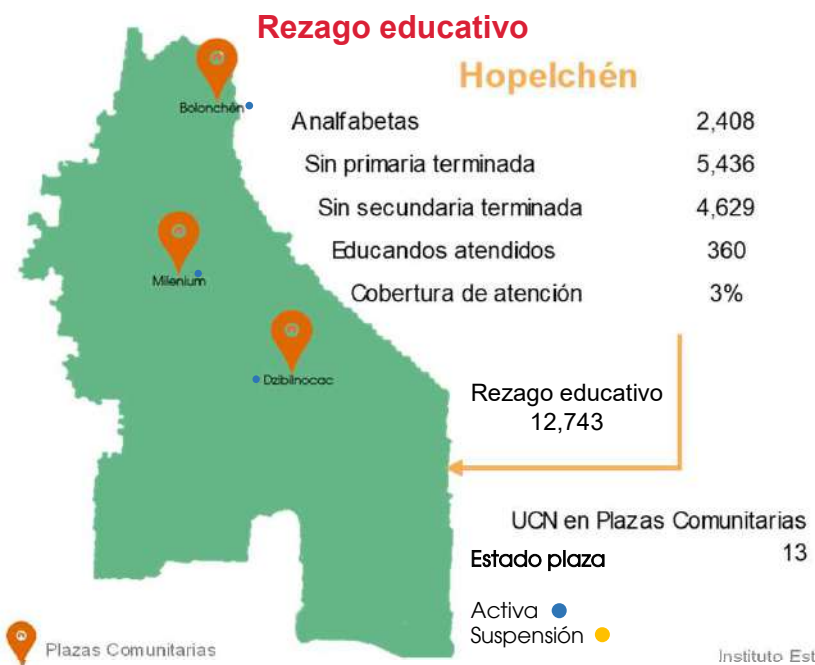 Rezago educativo
Hopelchén
Analfabetas 2,408
Sin primaria terminada 5,436
Sin secundaria terminada 4,629
Educandos atendidos 360
Cobertura de atención 3%
Bolonchén
Milenium
Dzibilnocac
Rezago educativo
12,743
UCN en Plazas Comunitarias
13
Estado plaza
Activa
Suspensión
Plazas Comunitarias
Instituto Est